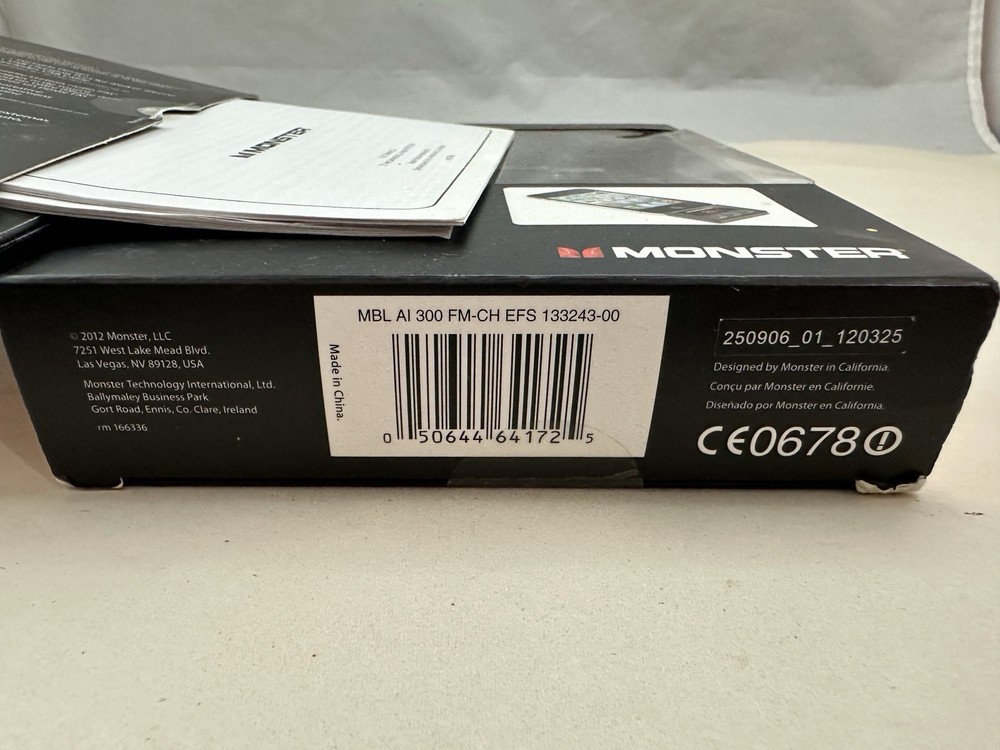 MONSTER
MONSTER
© 2012 Monster, LLC
7251 West Lake Mead Blvd.
Las Vegas, NV 89128, USA
Monster Technology International, Ltd.
Ballymaley Business Park
Gort Road, Ennis, Co. Clare, Ireland
rm 166336
MBL AI 300 FM-CH EFS 133243-00
Made in China.
0 50644 64172 5
250906_01_120325
Designed by Monster in California.
Conçu par Monster en Californie.
Diseñado por Monster en California.
CE0678